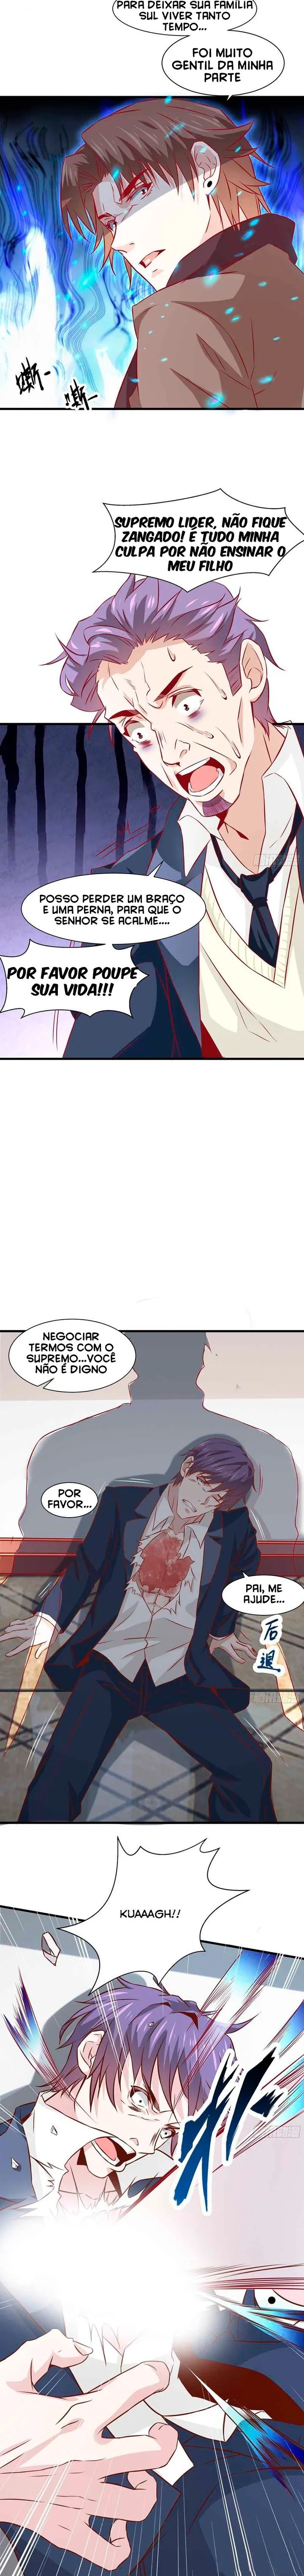 PARA DEIXAR SUA FAMÍLIA
SUL VIVER TANTO
TEMPO...
FOI MUITO
GENTIL DA MINHA
PARTE
嘶
嘶
SUPREMO LIDER, NÃO FIQUE
ZANGADO! É TUDO MINHA
CULPA POR NÃO ENSINAR O
MEU FILHO
POSSO PERDER UM BRAÇO
E UMA PERNA, PARA QUE O
SENHOR SE ACALME....
POR FAVOR POUPE
SUA VIDA!!!
NEGOCIAR
TERMOS COM O
SUPREMO...VOCÊ
NÃO É DIGNO
POR
FAVOR...
PAI, ME
AJUDE...
后
退
KUAAAGH!!